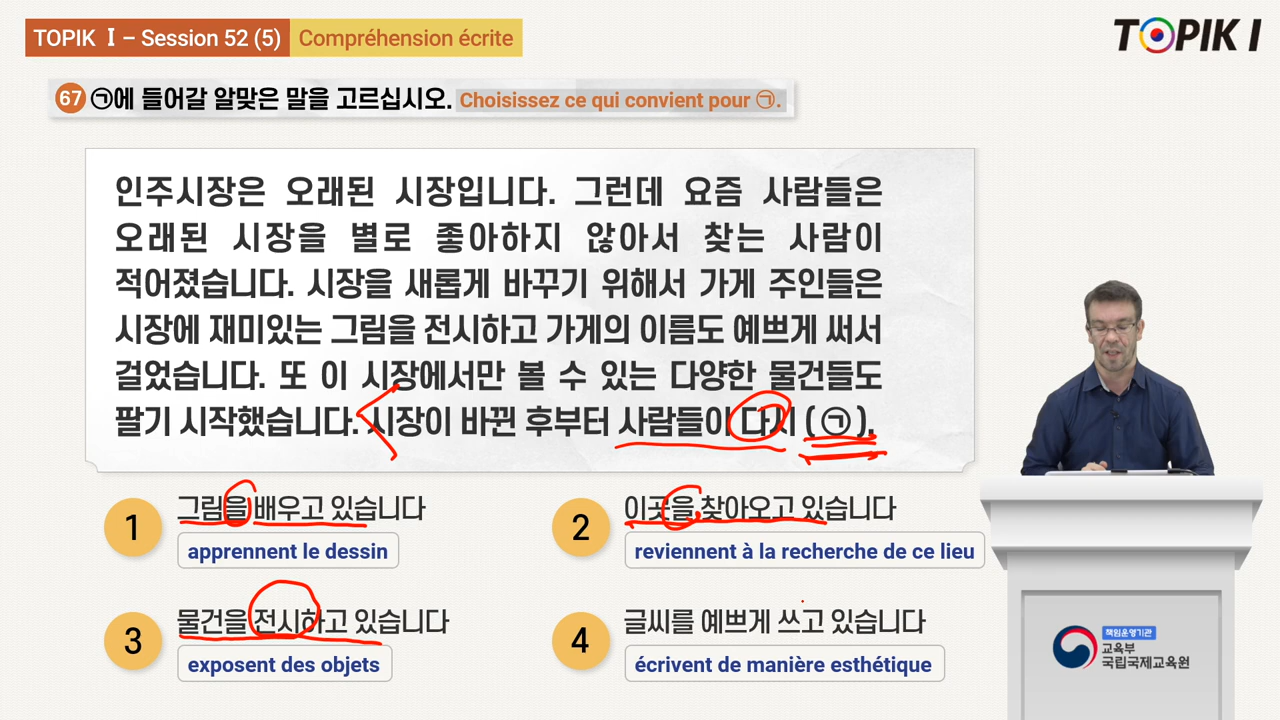 TOPIK I – Session 52 (5) Compréhension écrite
TOPIK I
67 ㉠에 들어갈 알맞은 말을 고르십시오. Choisissez ce qui convient pour ㉠.
인주시장은 오래된 시장입니다. 그런데 요즘 사람들은
오래된 시장을 별로 좋아하지 않아서 찾는 사람이
적어졌습니다. 시장을 새롭게 바꾸기 위해서 가게 주인들은
시장에 재미있는 그림을 전시하고 가게의 이름도 예쁘게 써서
걸었습니다. 또 이 시장에서만 볼 수 있는 다양한 물건들도
팔기 시작했습니다. 시장이 바뀐 후부터 사람들이 다시 (㉠).
1 그림을 배우고 있습니다
apprennent le dessin
2 이곳을 찾아오고 있습니다
reviennent à la recherche de ce lieu
3 물건을 전시하고 있습니다
exposent des objets
4 글씨를 예쁘게 쓰고 있습니다
écrivent de manière esthétique
책임운영기관
교육부
국립국제교육원